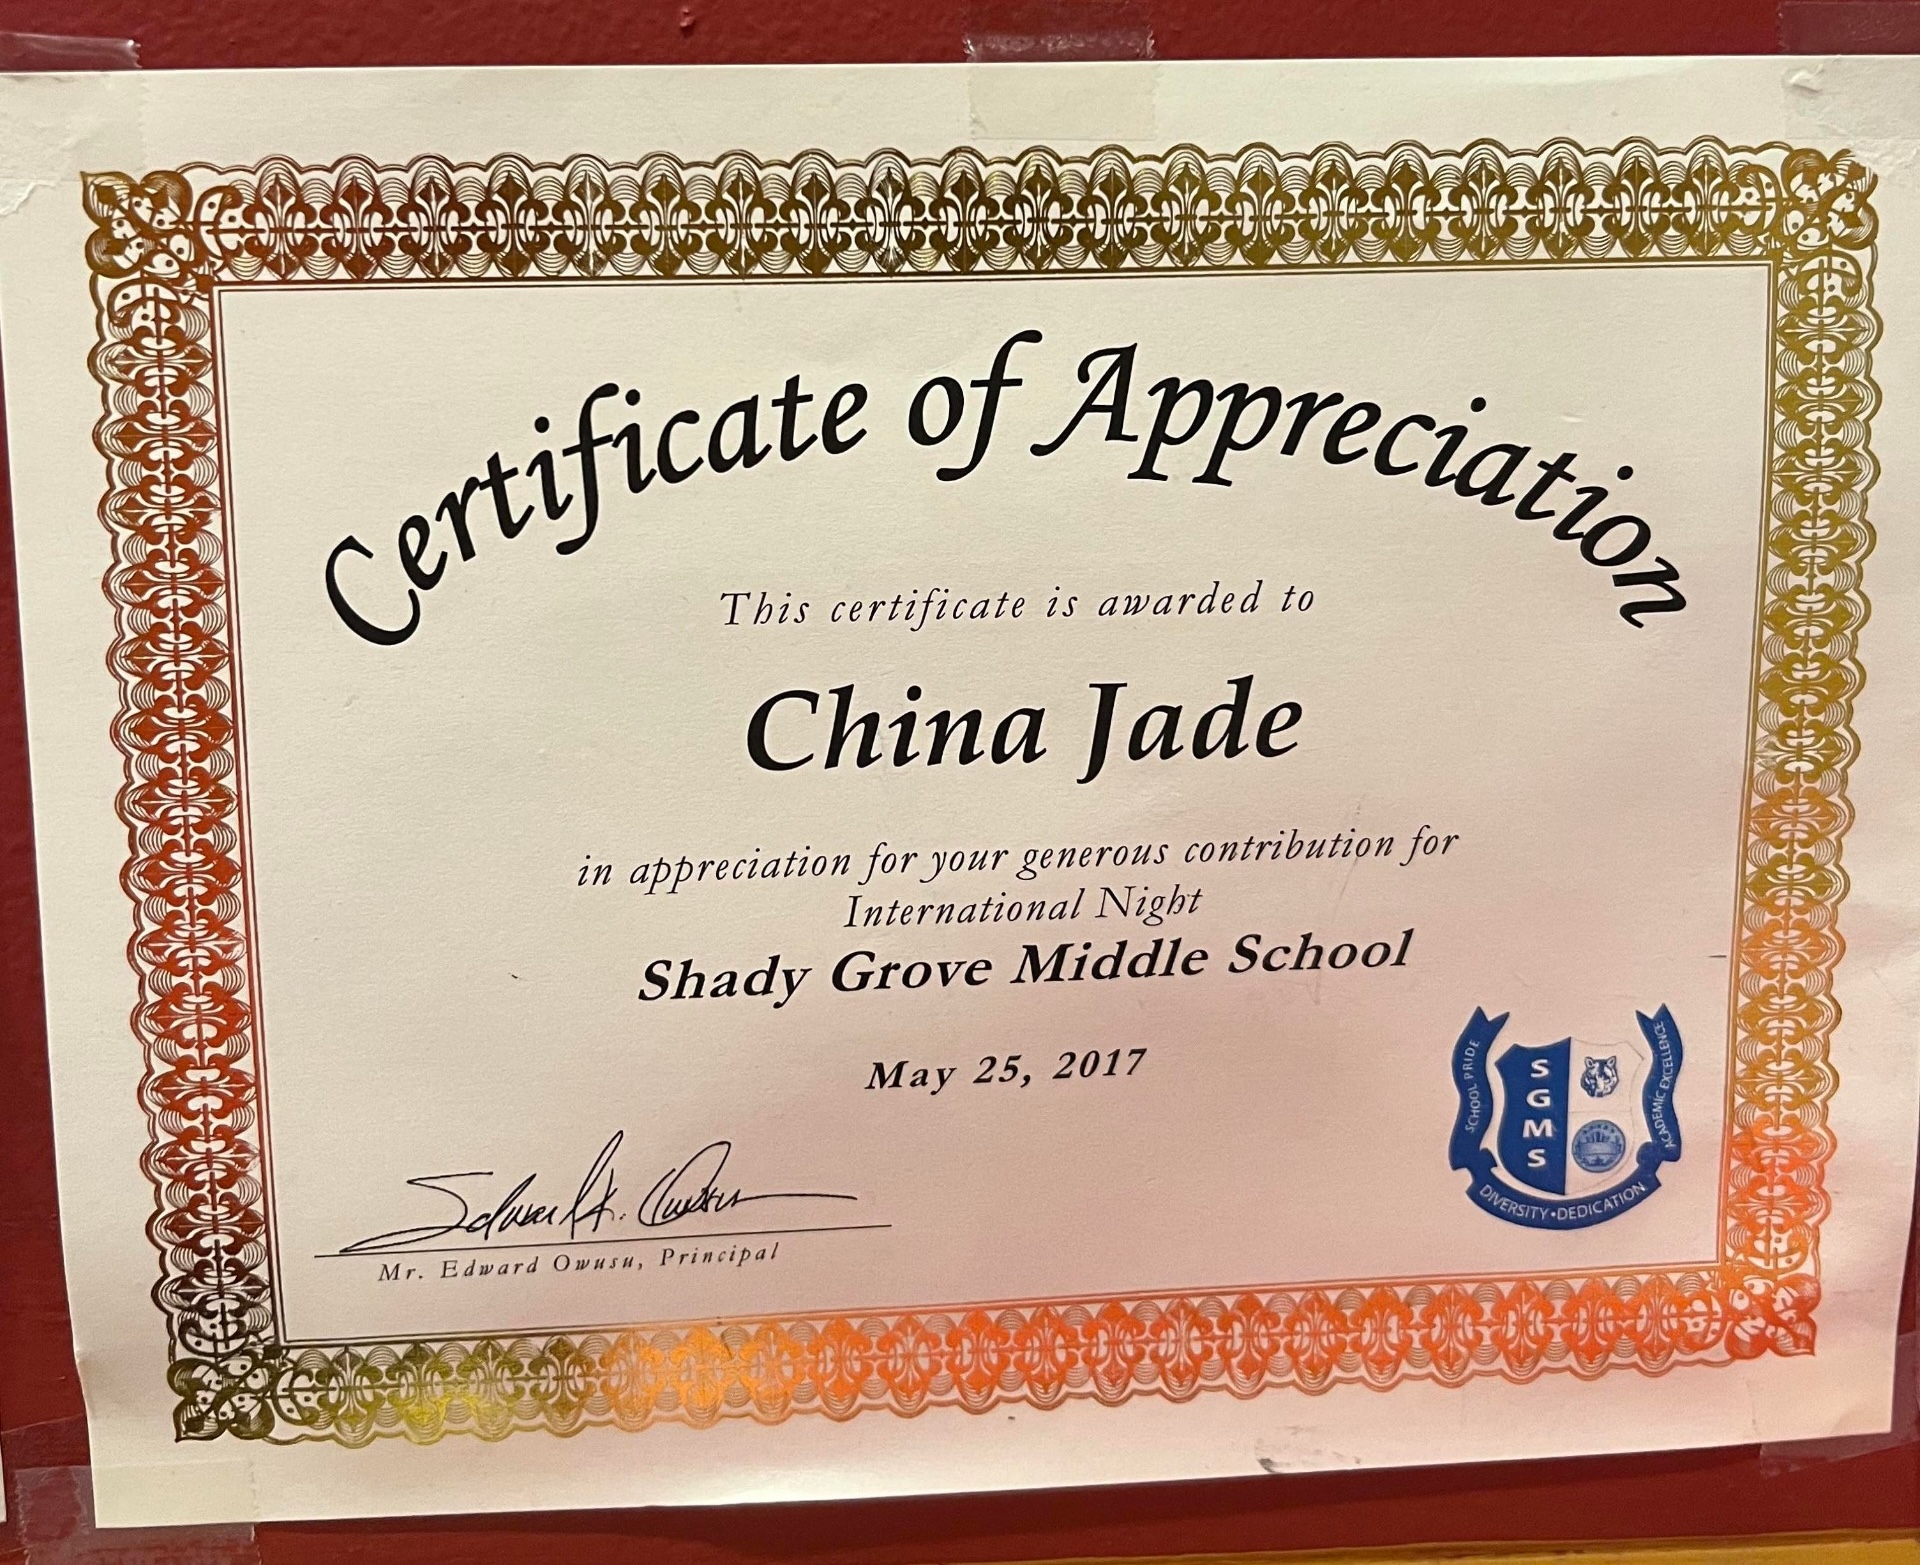 Certificate of Appreciation
This certificate is awarded to
China Jade
in appreciation for your generous contribution for
International Night
Shady Grove Middle School
May 25, 2017
Edward K. Owusu
Mr. Edward Owusu, Principal
SCHOOL PRIDE
SGMS
ACADEMIC EXCELLENCE
DIVERSITY•DEDICATION